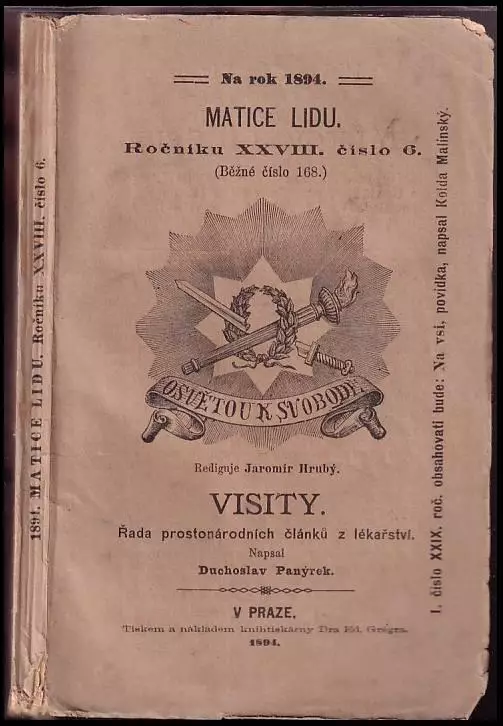 Na rok 1894.
MATICE LIDU.
Ročníku XXVIII. číslo 6.
(Běžné číslo 168.)
OSVĚTOU K SVOBODĚ
Rediguje Jaromír Hrubý.
VISITY.
Řada prostonárodních článků z lékařství.
Napsal
Duchoslav Panýrek.
V PRAZE.
Tiskem a nákladem knihtiskárny Dra Ed. Grégra.
1894.
I. číslo XXIX. roč. obsahovati bude: Na vsi, povídka, napsal Kolda Malínský.
1894. MATICE LIDU. Ročníku XXVIII. číslo 6.